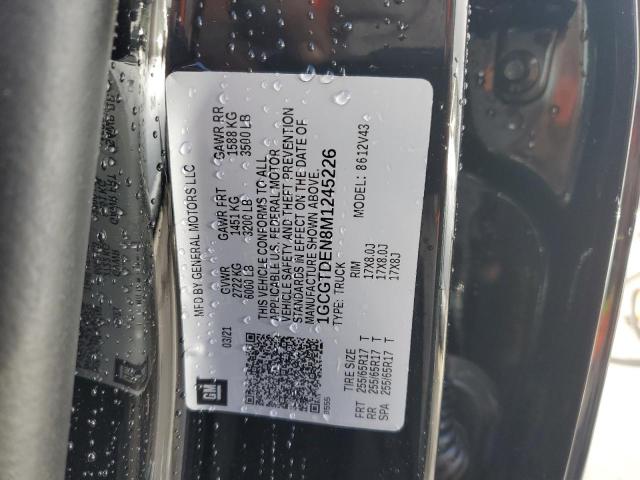 MFD BY GENERAL MOTORS LLC
03/21 GVWR GAWR FRT GAWR RR
2722KG 1451 KG 1588 KG
6000 LB 3200 LB 3500 LB
THIS VEHICLE CONFORMS TO ALL
APPLICABLE U.S. FEDERAL MOTOR
VEHICLE SAFETY AND THEFT PREVENTION
STANDARDS IN EFFECT ON THE DATE OF
MANUFACTURE SHOWN ABOVE.
1GCGTDEN8M1245226
TYPE: TRUCK MODEL: 8612V43
GM
TIRE SIZE RIM
FRT 255/65R17 T 17X8.0J
RR 255/65R17 T 17X8.0J
SPA 255/65R17 T 17X8J